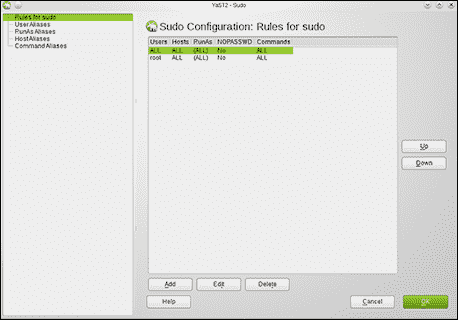 YaST2 - Sudo
Rules for sudo
User Aliases
RunAs Aliases
Host Aliases
Command Aliases
Sudo Configuration: Rules for sudo
Users Hosts RunAs NOPASSWD Commands
ALL ALL (ALL) No ALL
root ALL (ALL) No ALL
Up
Down
Add Edit Delete
Help Cancel OK